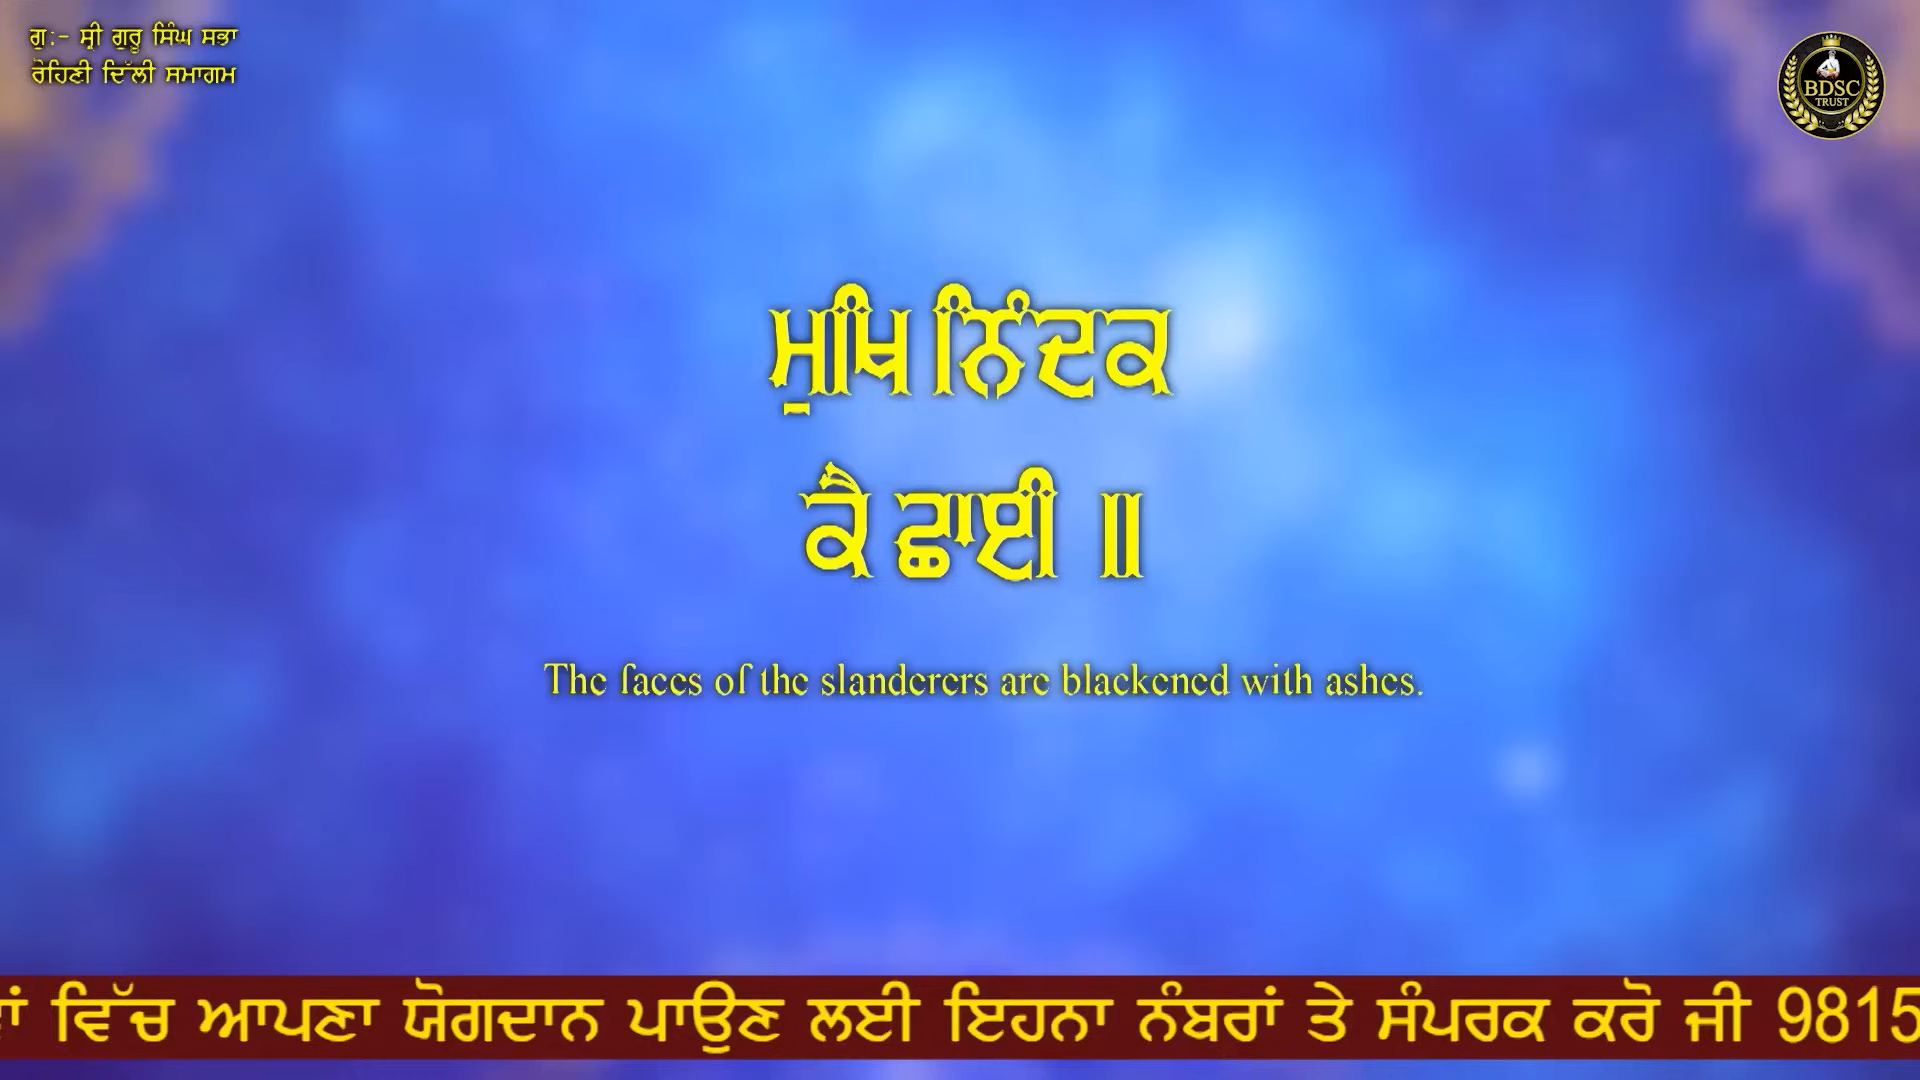 ਗੁ:- ਸ੍ਰੀ ਗੁਰੂ ਸਿੰਘ ਸਭਾ
ਰੋਹਿਣੀ ਦਿੱਲੀ ਸਮਾਗਮ
BDSC
TRUST
ਮੁਖਿ ਨਿੰਦਕ
ਕੈ ਛਾਈ ॥
The faces of the slanderers are blackened with ashes.
ਵਿੱਚ ਆਪਣਾ ਯੋਗਦਾਨ ਪਾਉਣ ਲਈ ਇਹਨਾ ਨੰਬਰਾਂ ਤੇ ਸੰਪਰਕ ਕਰੋ ਜੀ 9815